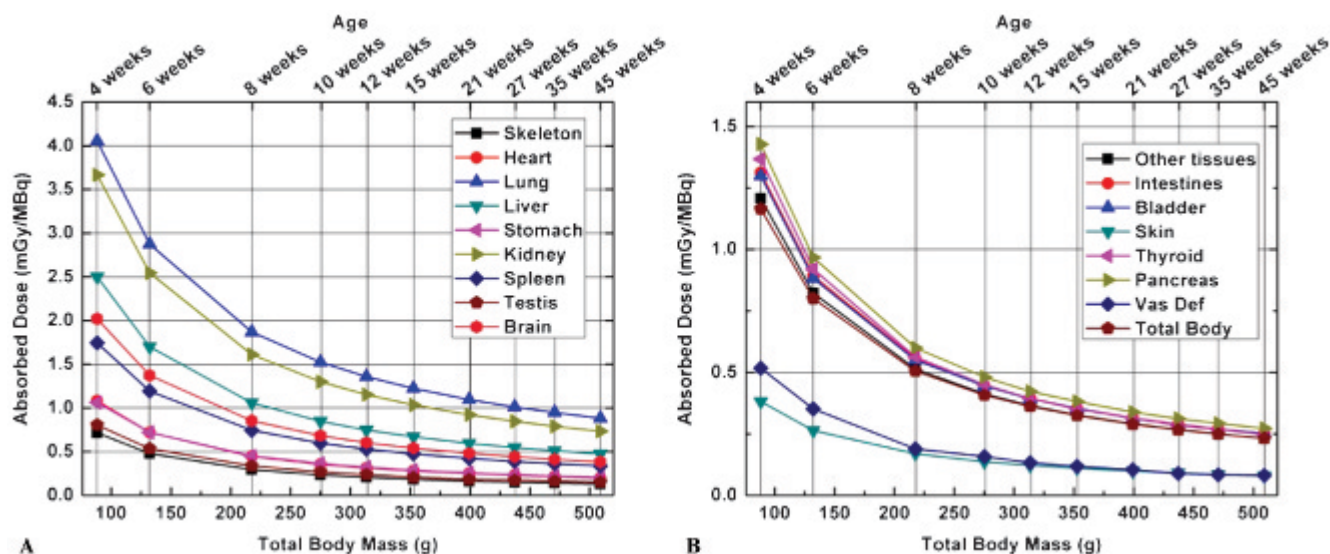 Age
4 weeks
6 weeks
8 weeks
10 weeks
12 weeks
15 weeks
21 weeks
27 weeks
35 weeks
45 weeks
4.5
4.0
3.5
3.0
2.5
2.0
1.5
1.0
0.5
0.0
Absorbed Dose (mGy/MBq)
Skeleton
Heart
Lung
Liver
Stomach
Kidney
Spleen
Testis
Brain
100 150 200 250 300 350 400 450 500
Total Body Mass (g)
A
Age
4 weeks
6 weeks
8 weeks
10 weeks
12 weeks
15 weeks
21 weeks
27 weeks
35 weeks
45 weeks
1.5
1.0
0.5
0.0
Absorbed Dose (mGy/MBq)
Other tissues
Intestines
Bladder
Skin
Thyroid
Pancreas
Vas Def
Total Body
100 150 200 250 300 350 400 450 500
Total Body Mass (g)
B